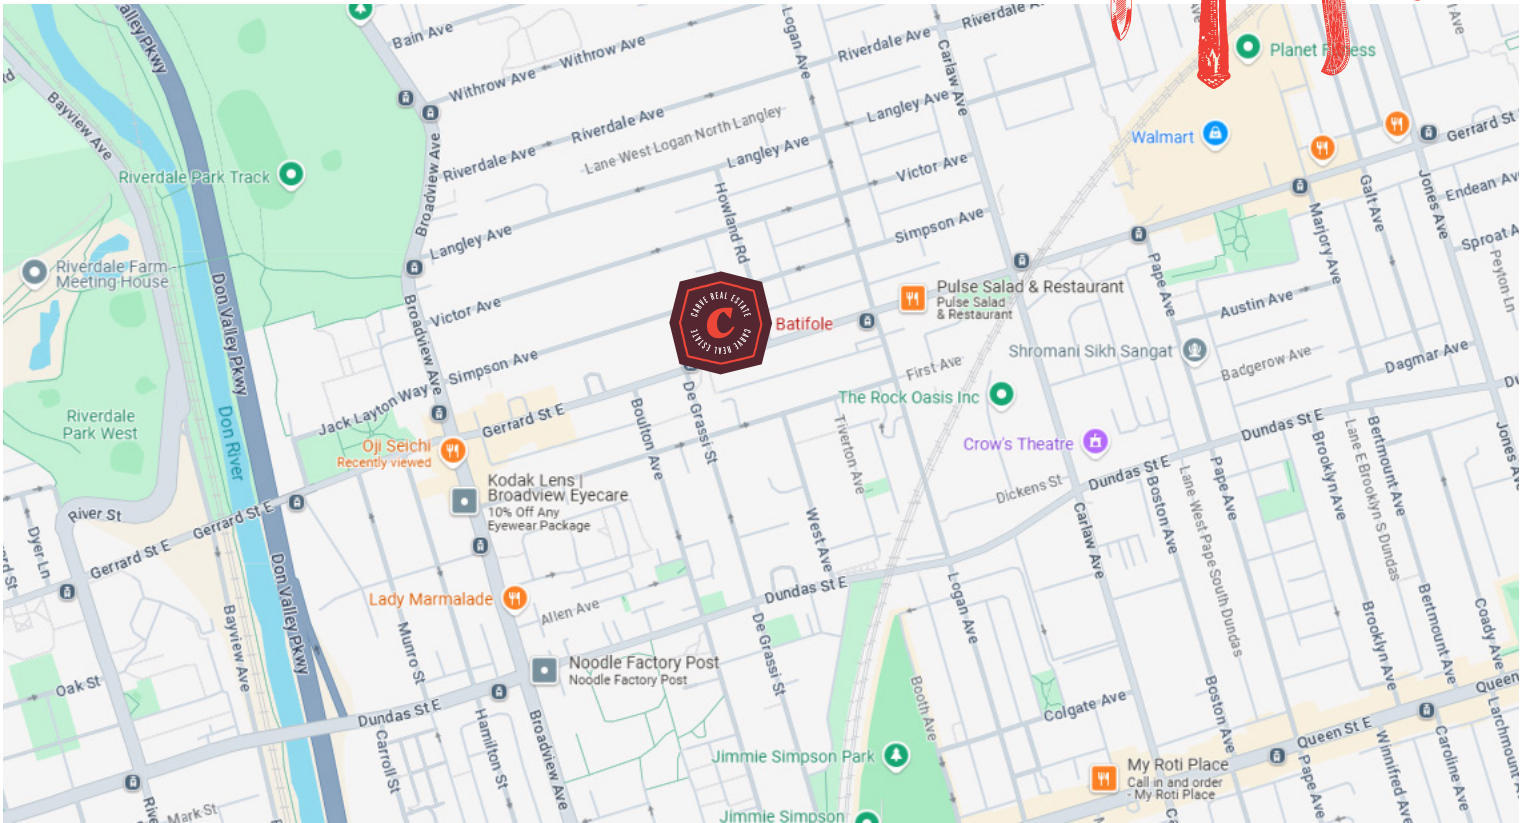 Bain Ave
Withrow Ave
Withrow Ave
Logan Ave
Riverdale Ave
Carlaw Ave
Planet
Valley Pkwy
Bayview Ave
Riverdale Ave
Riverdale Ave
Lane West Logan North Langley
Langley Ave
Langley Ave
Walmart
Gerrard St
Riverdale Park Track
Broadview Ave
Victor Ave
Howland Rd
Simpson Ave
Marjory Ave
Galt Ave
Jones Ave
Endean Av
Sproat A
Peyton Ln
Langley Ave
Riverdale Farm -
Meeting House
Don Valley Pkwy
Broadview Ave
Victor Ave
Simpson Ave
Jack Layton Way
CARVE REAL ESTATE
C
CARVE REAL ESTATE
Batifole
Pulse Salad & Restaurant
Pulse Salad
& Restaurant
Pape Ave
Austin Ave
Shromani Sikh Sangat
Badgerow Ave
Dagmar Ave
First Ave
The Rock Oasis Inc
Crow's Theatre
Riverdale
Park West
Don River
Gerrard St E
Oji Seichi
Recently viewed
Boulton Ave
De Grassi St
Tiverton Ave
Dundas St E
Kodak Lens |
Broadview Eyecare
10% Off Any
Eyewear Package
Dickens St
Dundas St E
Boston Ave
Lane West Pape South Dundas
Pape Ave
Brooklyn Ave
Lane E Brooklyn S Dundas
Bertmount Ave
Jones A
River St
Dyer Ln
Gerrard St E
Gerrard St E
West Ave
Carlaw Ave
Don Valley Pkwy
Bayview Ave
Lady Marmalade
Allen Ave
Dundas St E
Logan Ave
Brooklyn Ave
Bertmount Ave
Coady Ave
Munro St
Noodle Factory Post
Noodle Factory Post
De Grassi St
Booth Ave
Colgate Ave
Boston Ave
Queen
Oak St
Dundas St E
Hamilton St
Broadview Ave
Carroll St
Queen St E
Larchmount A
Jimmie Simpson Park
My Roti Place
Call in and order
- My Roti Place
Pape Ave
Winnifred Ave
Caroline Ave
Mark St
Jimmie Simpson